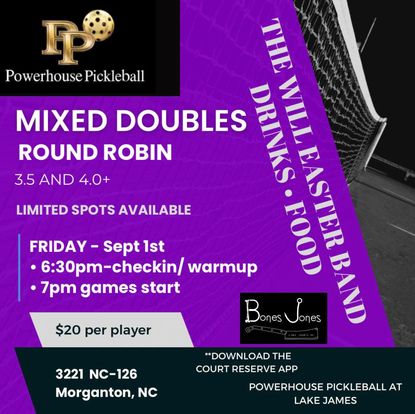 PP
Powerhouse Pickleball
MIXED DOUBLES
ROUND ROBIN
3.5 AND 4.0+
LIMITED SPOTS AVAILABLE
FRIDAY - Sept 1st
• 6:30pm-checkin/ warmup
• 7pm games start
THE WILL EASTER BAND
DRINKS • FOOD
$20 per player
Bones Jones
3221 NC-126
Morganton, NC
**DOWNLOAD THE
COURT RESERVE APP
POWERHOUSE PICKLEBALL AT
LAKE JAMES